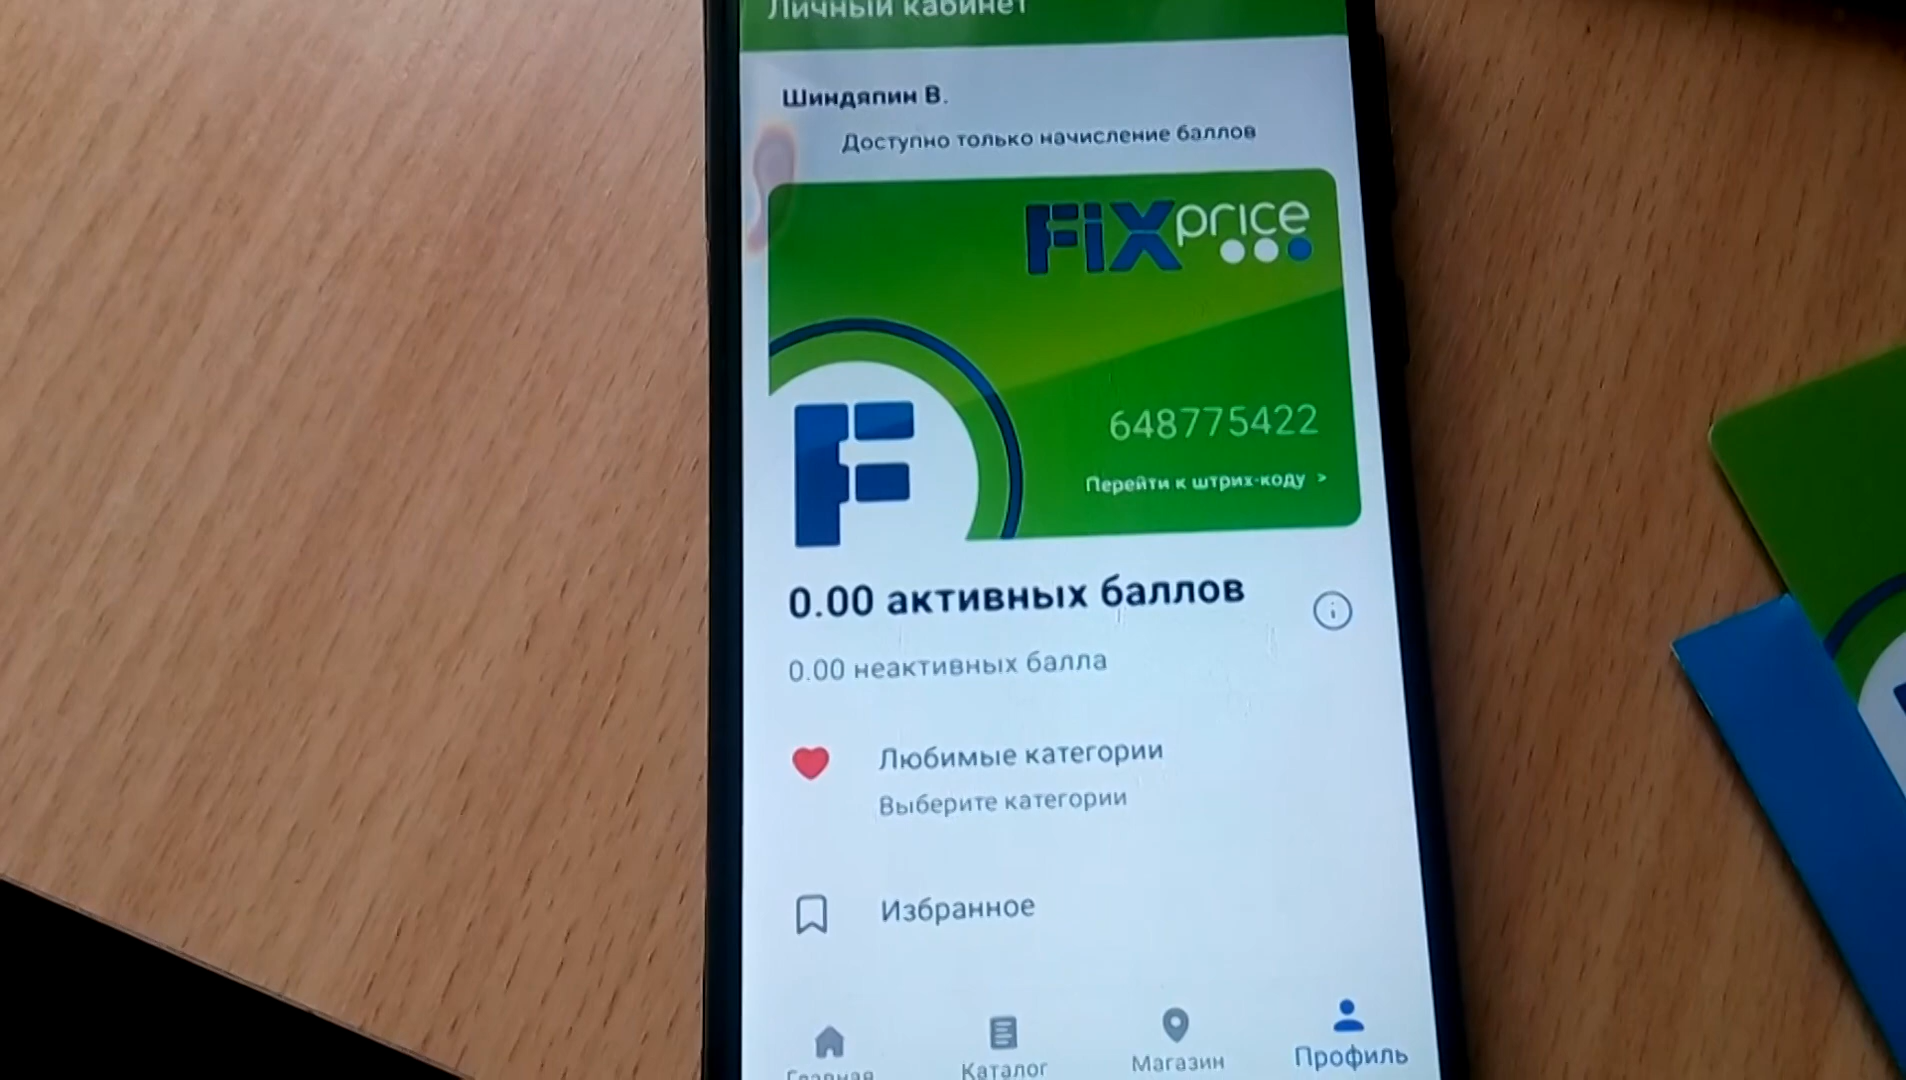 Личный кабинет
Шиндяпин В.
Доступно только начисление баллов
FiXprice
648775422
Перейти к штрих-коду >
F
0.00 активных баллов
i
0.00 неактивных балла
Любимые категории
Выберите категории
Избранное
Главная
Каталог
Магазин
Профиль